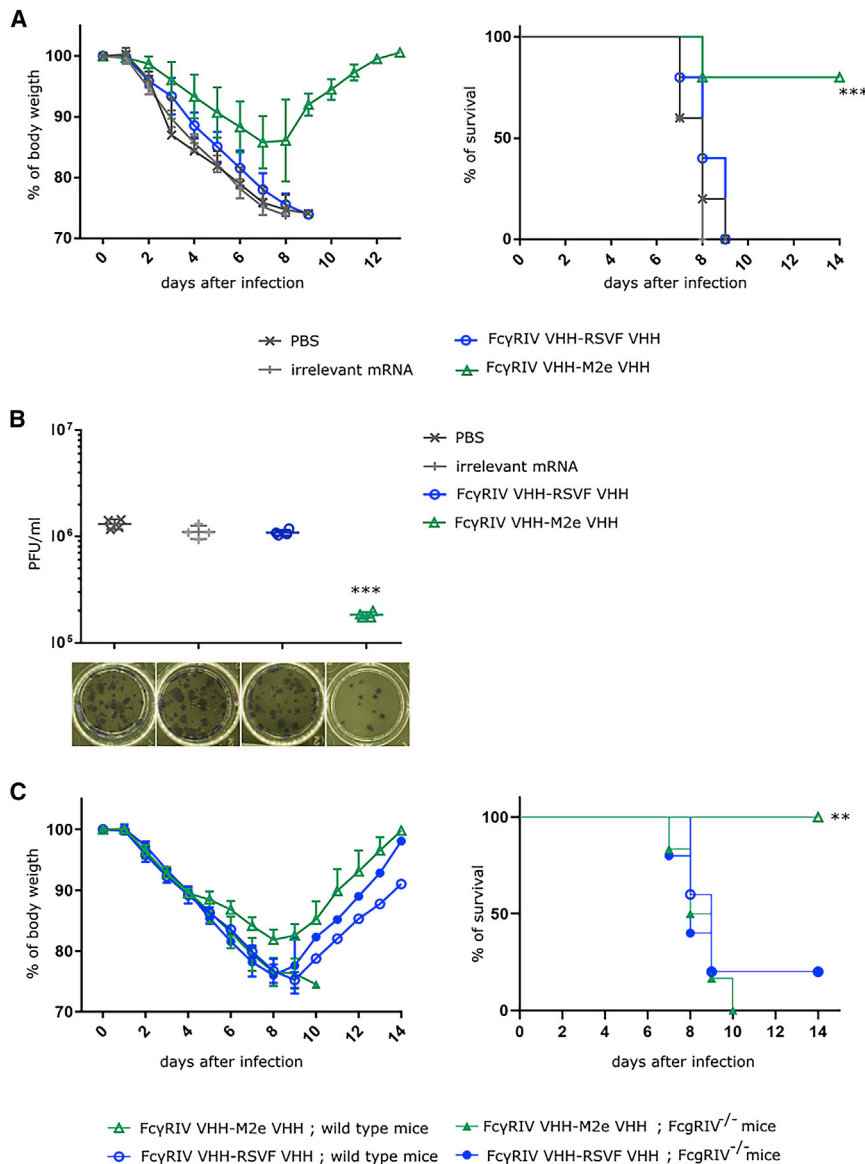 A
100
90
80
70
% of body weigth
0
2
4
6
8
10
12
days after infection
100
50
0
% of survival
0
2
4
6
8
10
12
14
days after infection
***
PBS
irrelevant mRNA
FcγRIV VHH-RSVF VHH
FcγRIV VHH-M2e VHH
B
10⁷
10⁶
10⁵
PFU/ml
***
PBS
irrelevant mRNA
FcγRIV VHH-RSVF VHH
FcγRIV VHH-M2e VHH
C
100
90
80
70
% of body weigth
0
2
4
6
8
10
12
14
days after infection
100
50
0
% of survival
0
2
4
6
8
10
12
14
days after infection
**
FcγRIV VHH-M2e VHH ; wild type mice
FcγRIV VHH-M2e VHH ; FcgRIV⁻/⁻ mice
FcγRIV VHH-RSVF VHH ; wild type mice
FcγRIV VHH-RSVF VHH ; FcgRIV⁻/⁻ mice